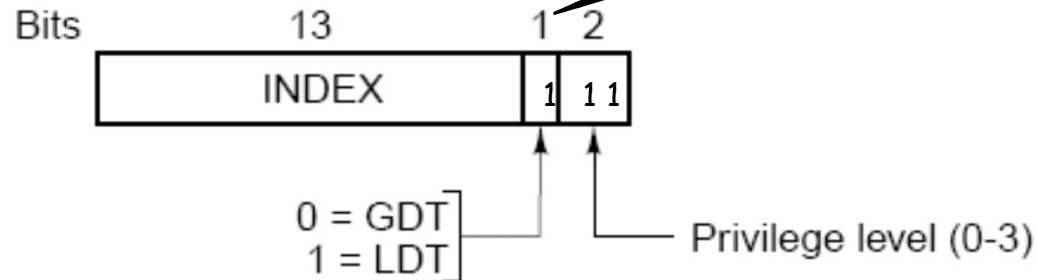 Bits 13 1 2
INDEX 1 1 1
0 = GDT
1 = LDT
Privilege level (0-3)